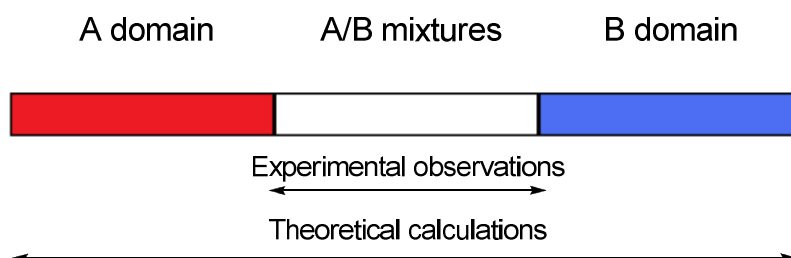 A domain A/B mixtures B domain
Experimental observations
Theoretical calculations